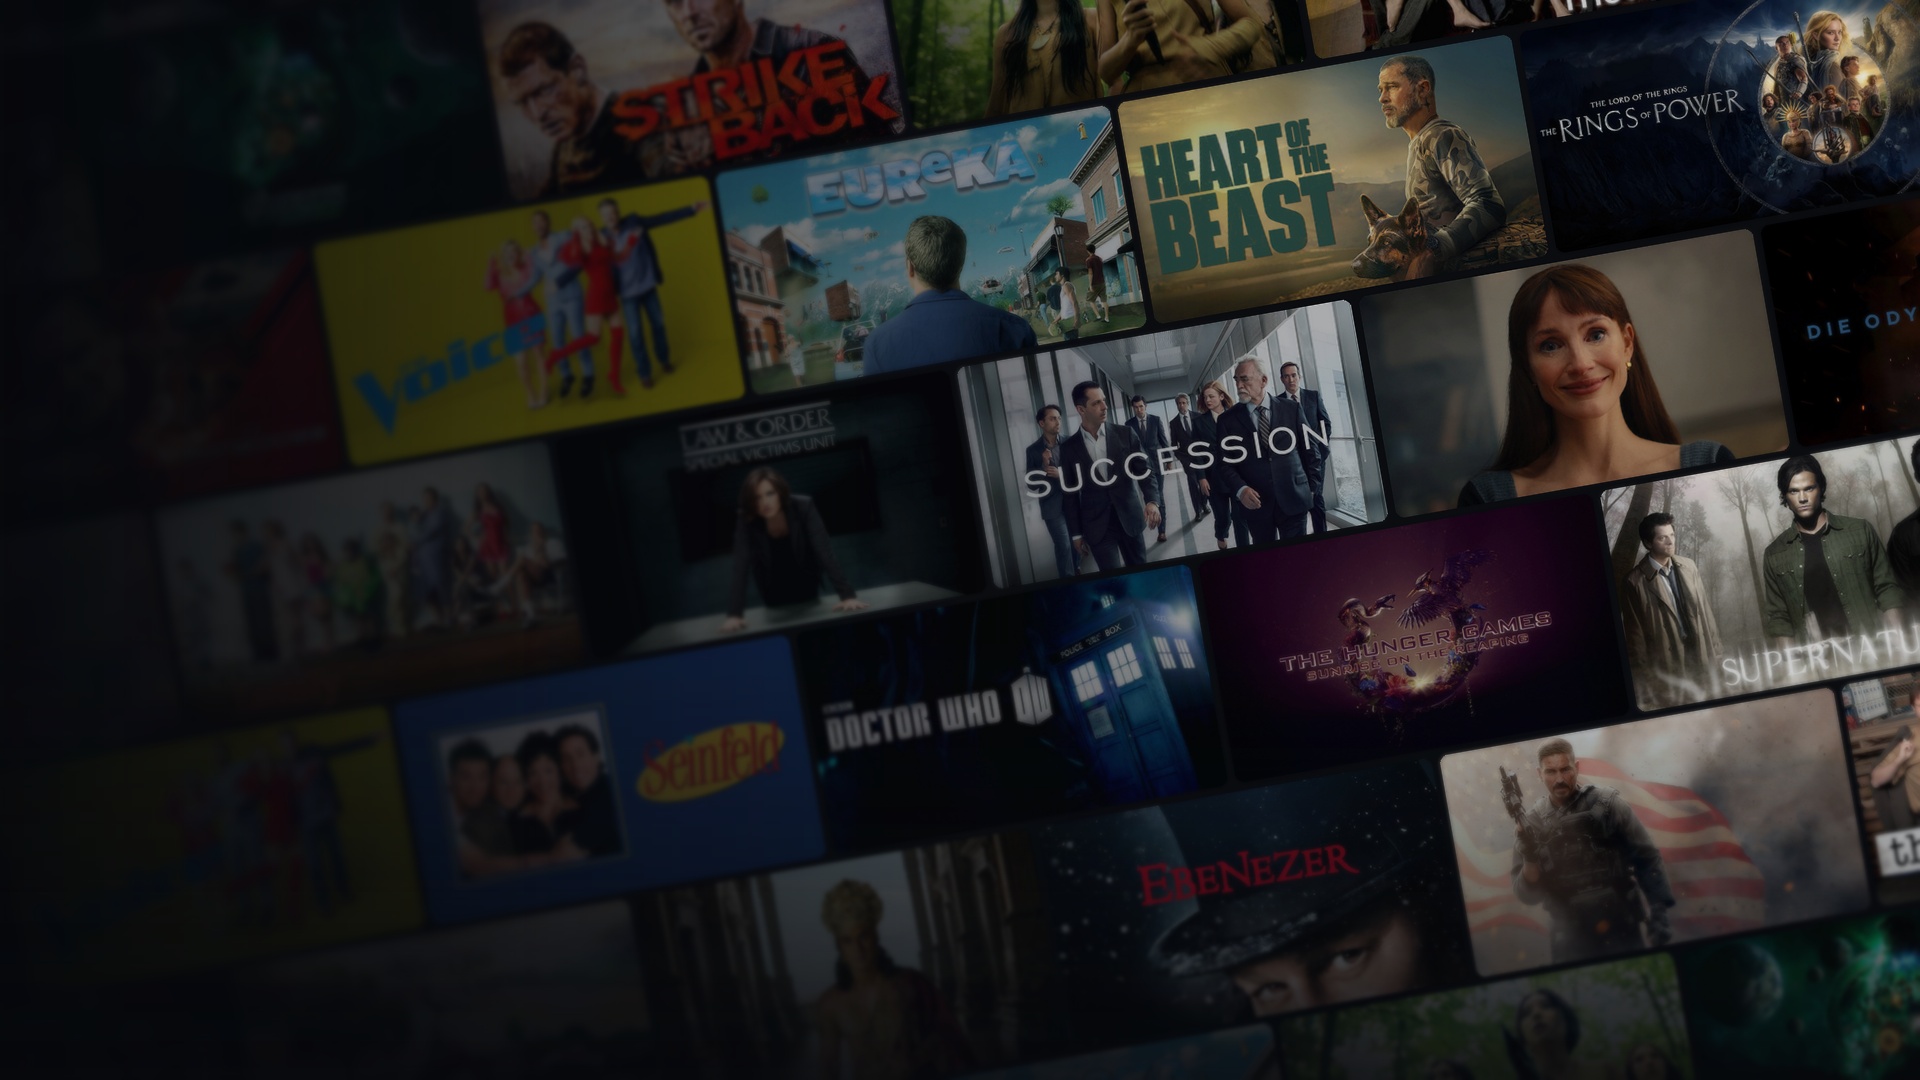 STRIKE
BACK
THE LORD OF THE RINGS
THE RINGS OF POWER
HEART OF THE
BEAST
EUReKA
Voice
DIE ODY
LAW & ORDER
SPECIAL VICTIMS UNIT
SUCCESSION
SUPERNATU
THE HUNGER GAMES
SUNRISE ON THE REAPING
POLICE BOX
DOCTOR WHO
Seinfeld
EBENEZER
th